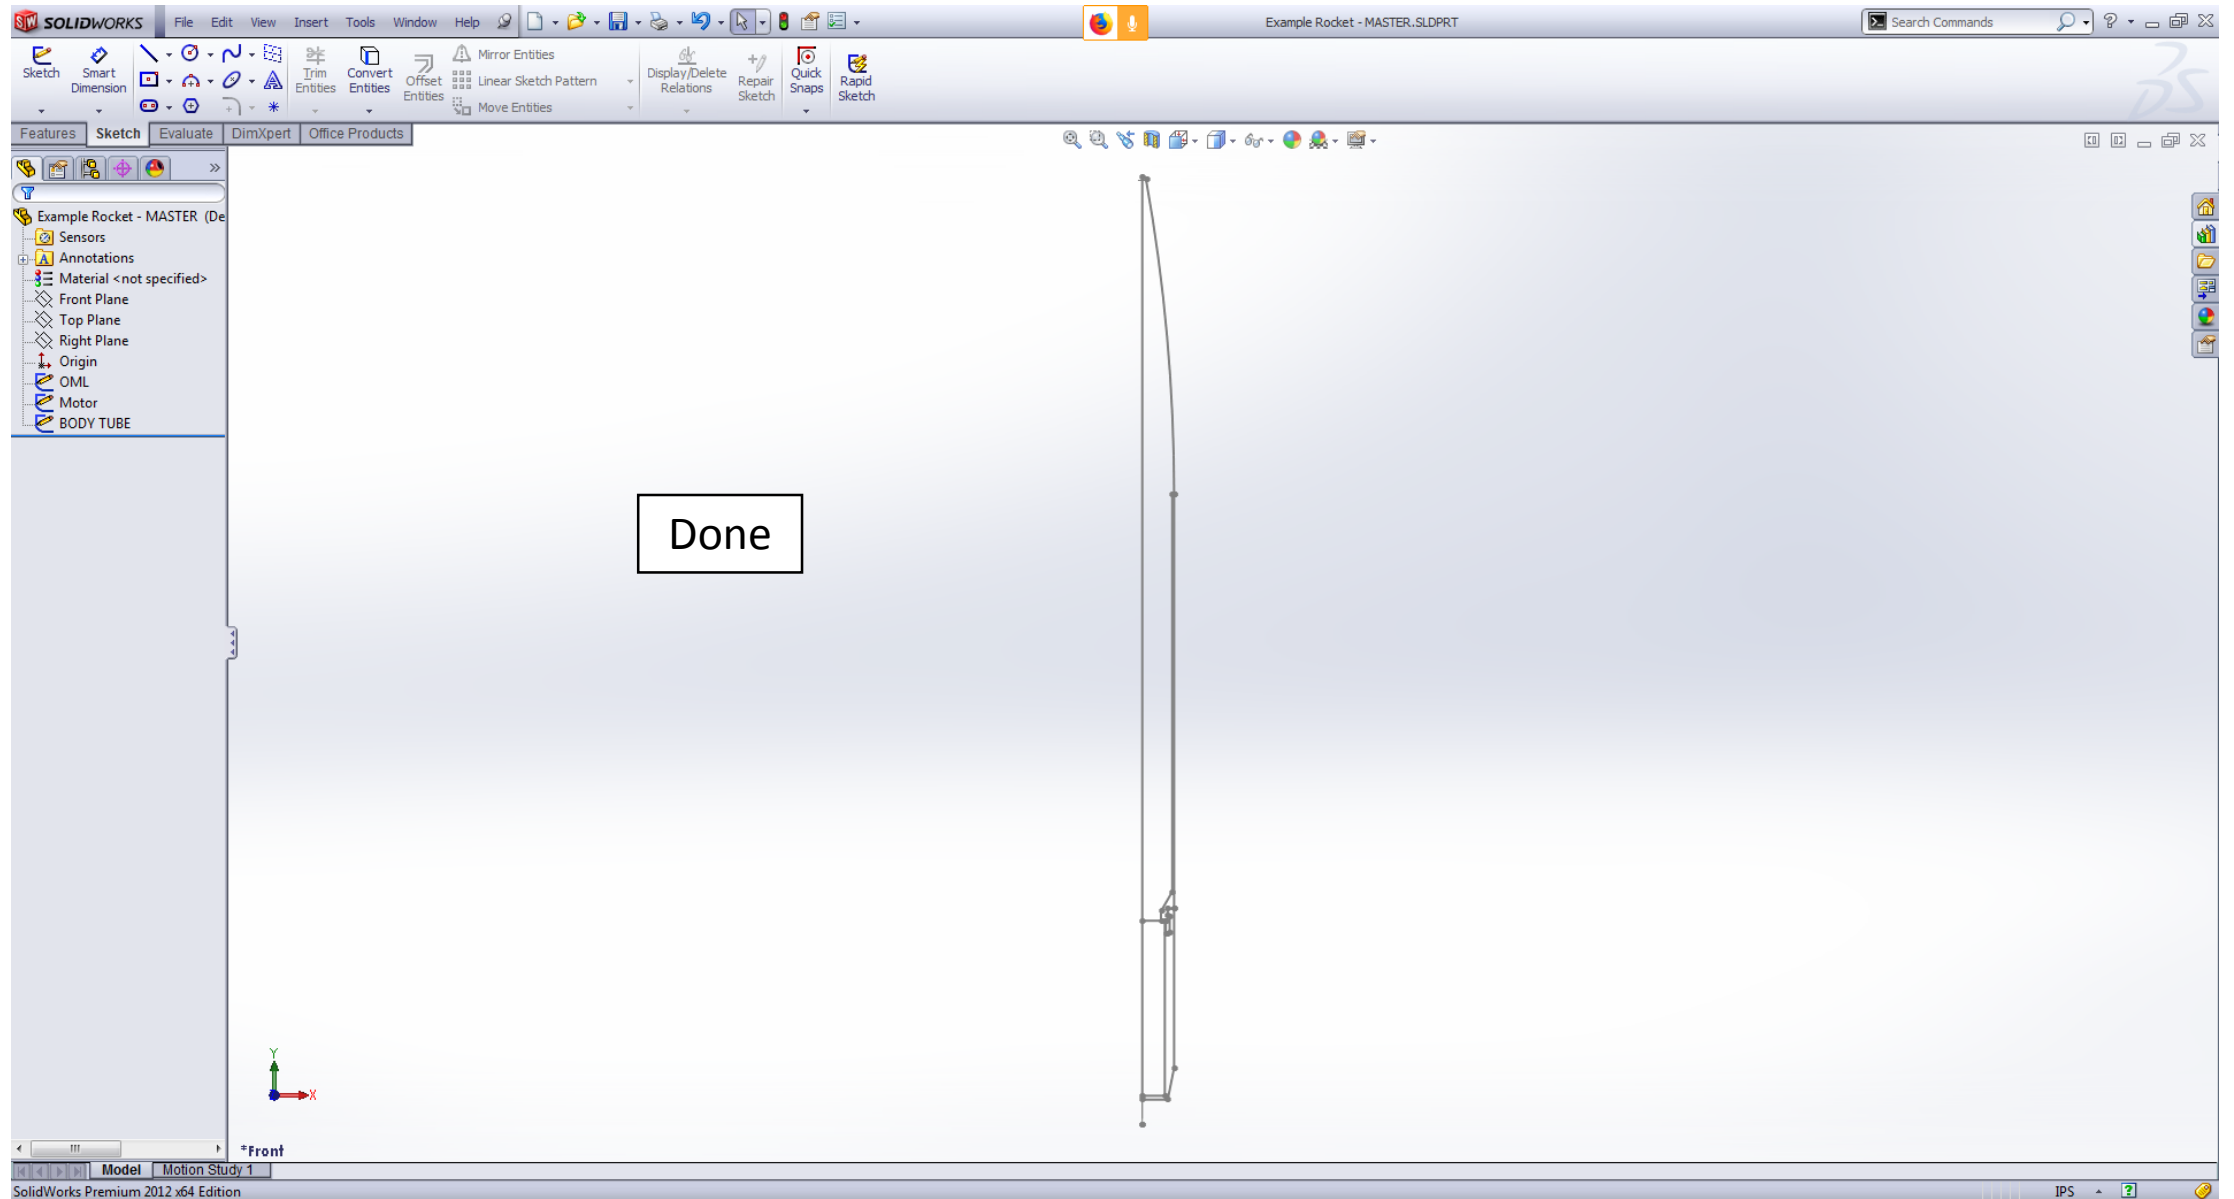 SOLIDWORKS File Edit View Insert Tools Window Help Example Rocket - MASTER.SLDPRT Search Commands
Sketch Smart Dimension Trim Entities Convert Entities Offset Entities Mirror Entities Linear Sketch Pattern Move Entities Display/Delete Relations Repair Sketch Quick Snaps Rapid Sketch
Features Sketch Evaluate DimXpert Office Products
Example Rocket - MASTER (De
Sensors
Annotations
Material <not specified>
Front Plane
Top Plane
Right Plane
Origin
OML
Motor
BODY TUBE
Done
Y
X
*Front
Model Motion Study 1
SolidWorks Premium 2012 x64 Edition IPS